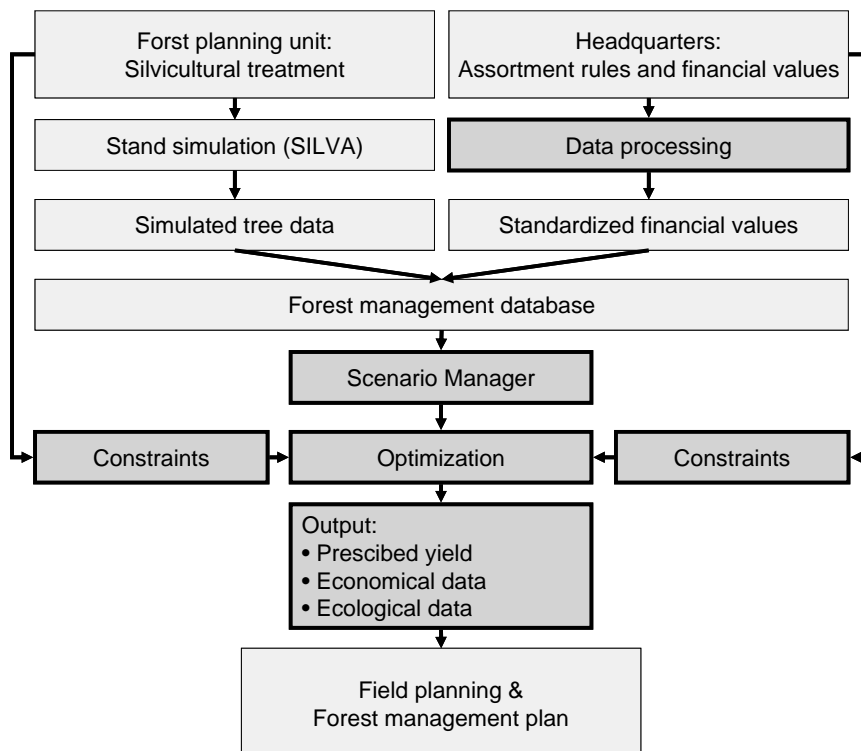 Forst planning unit:
Silvicultural treatment
Headquarters:
Assortment rules and financial values
Stand simulation (SILVA)
Data processing
Simulated tree data
Standardized financial values
Forest management database
Scenario Manager
Constraints
Optimization
Constraints
Output:
• Prescibed yield
• Economical data
• Ecological data
Field planning &
Forest management plan